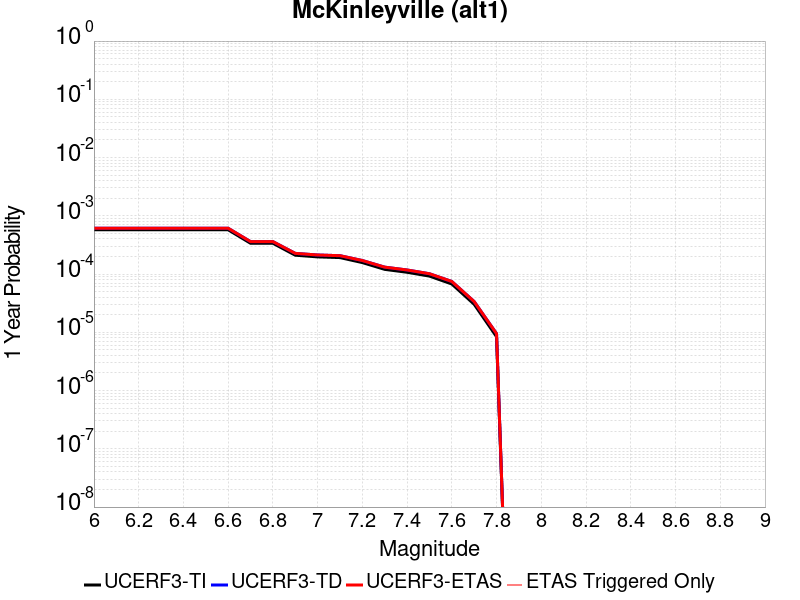 McKinleyville (alt1)
10^0
10^-1
10^-2
10^-3
10^-4
10^-5
10^-6
10^-7
10^-8
1 Year Probability
6 6.2 6.4 6.6 6.8 7 7.2 7.4 7.6 7.8 8 8.2 8.4 8.6 8.8 9
Magnitude
UCERF3-TI UCERF3-TD UCERF3-ETAS ETAS Triggered Only